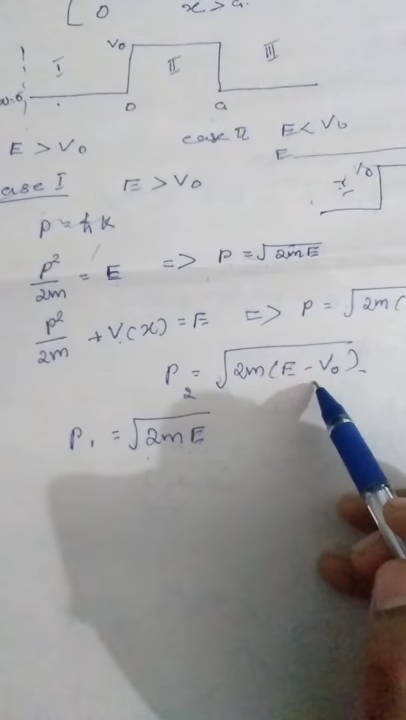 0 x > a.
V₀
I II III
0 a
E > V₀ case II E < V₀
E
case I E > V₀
V₀
I
p = ħk
p²/2m = E => p = √2mE
p²/2m + V(x) = E => p = √2m(
P₂ = √2m(E - V₀)
P₁ = √2mE